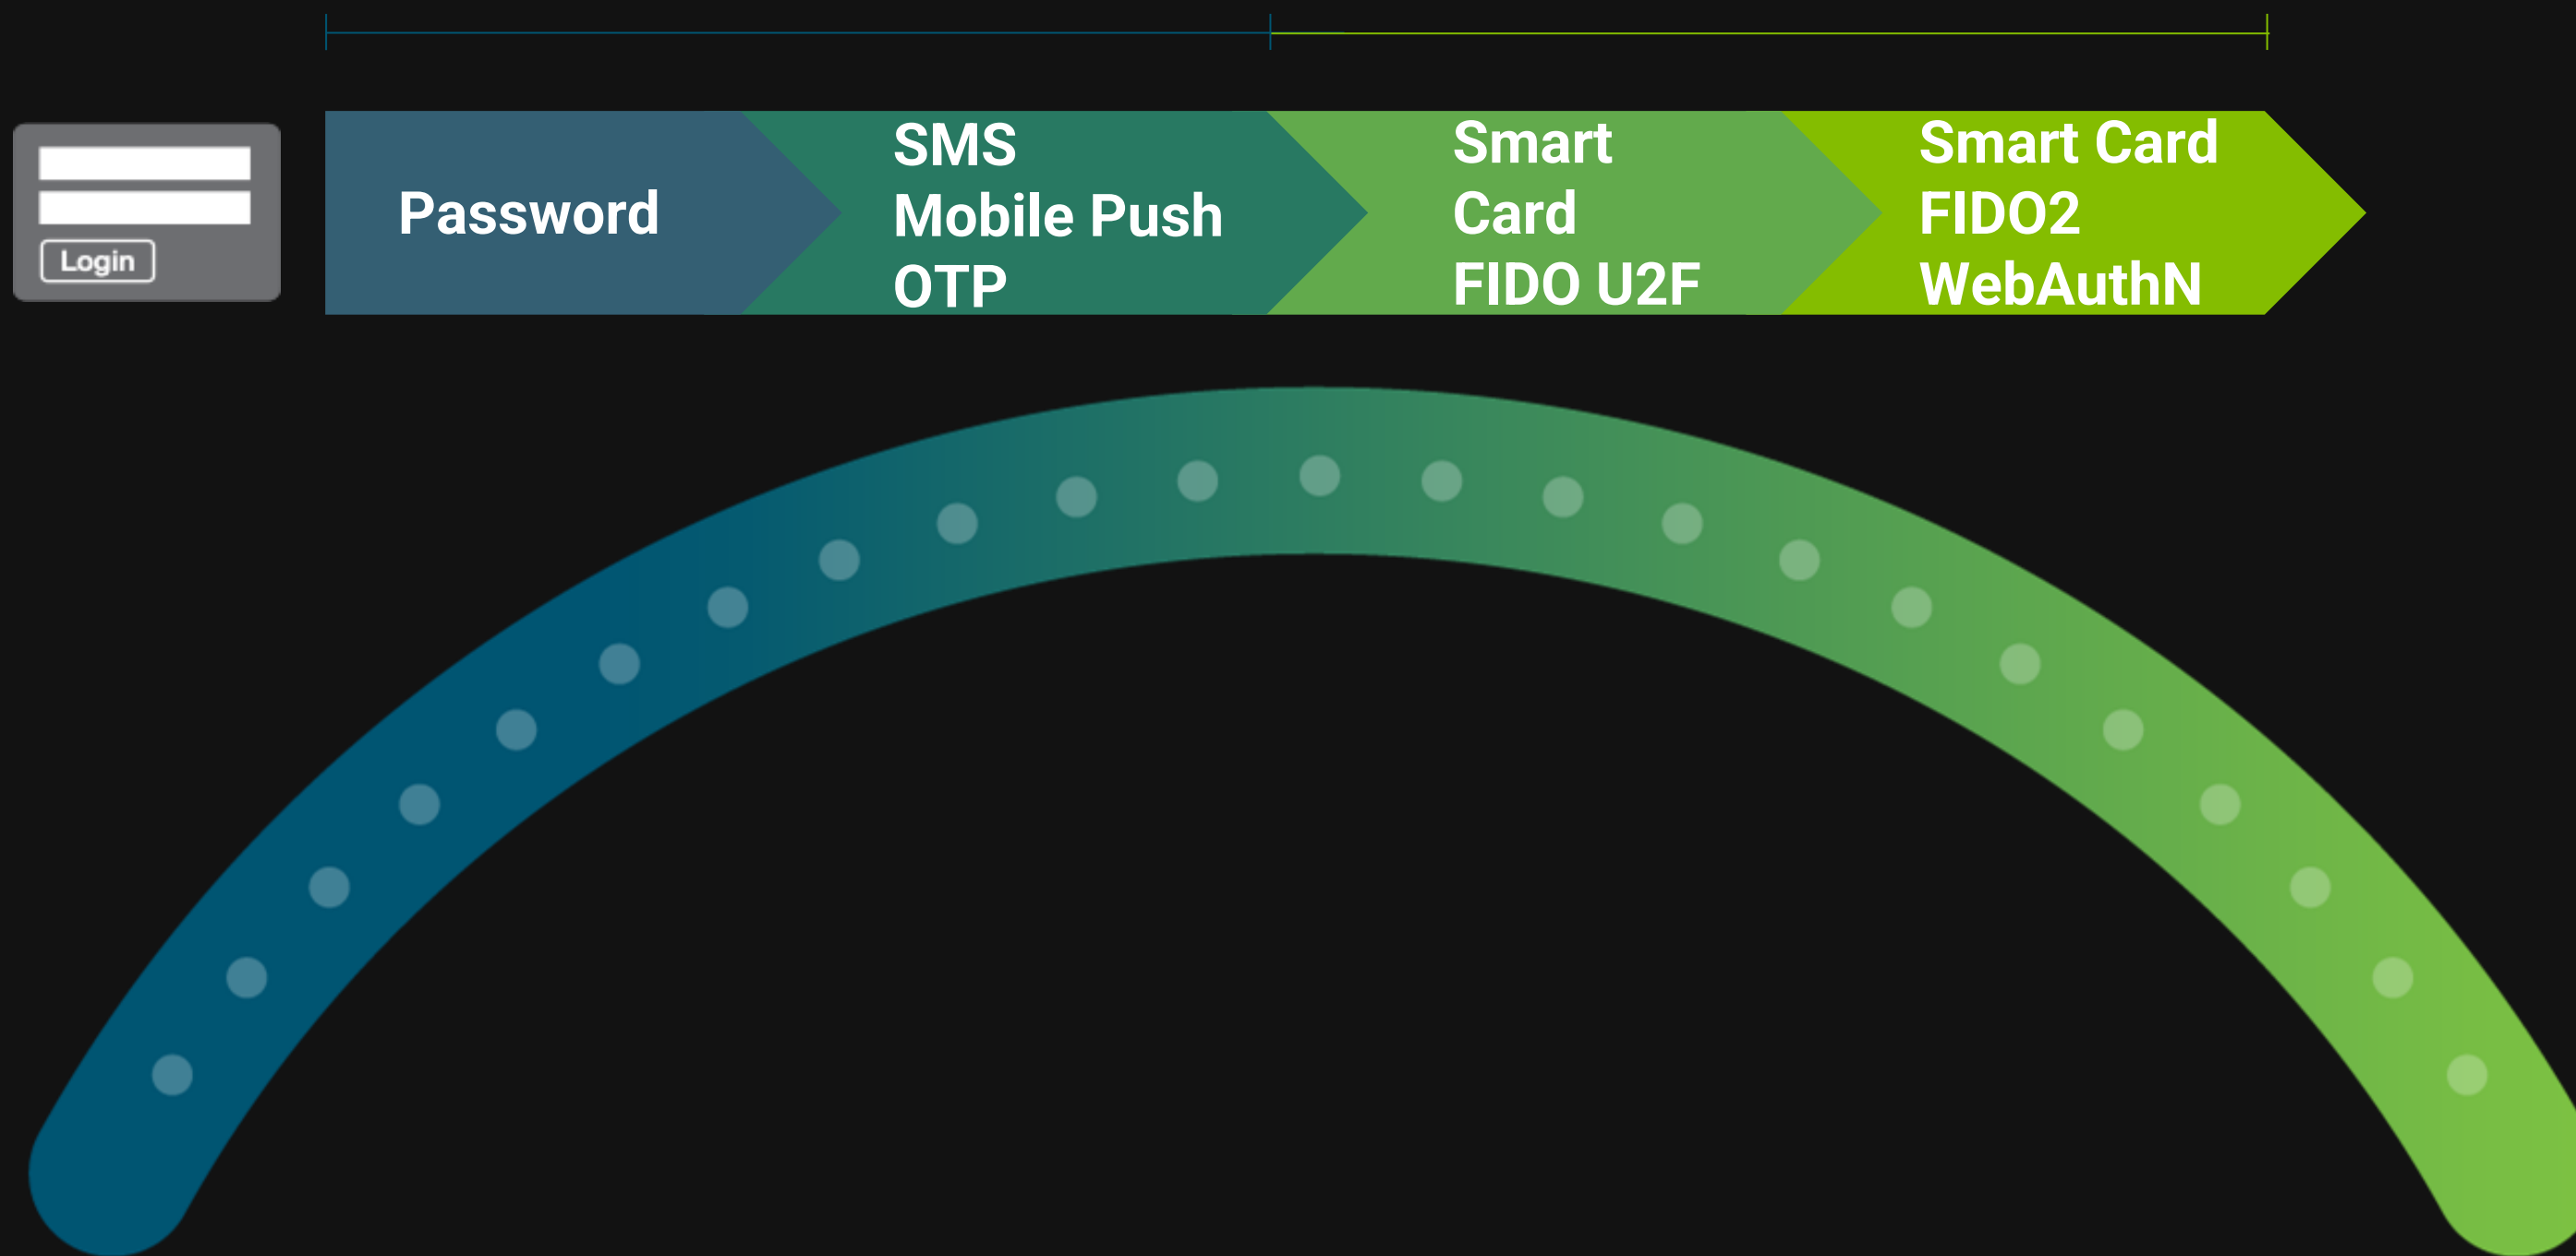 Login
Password
SMS
Mobile Push
OTP
Smart
Card
FIDO U2F
Smart Card
FIDO2
WebAuthN